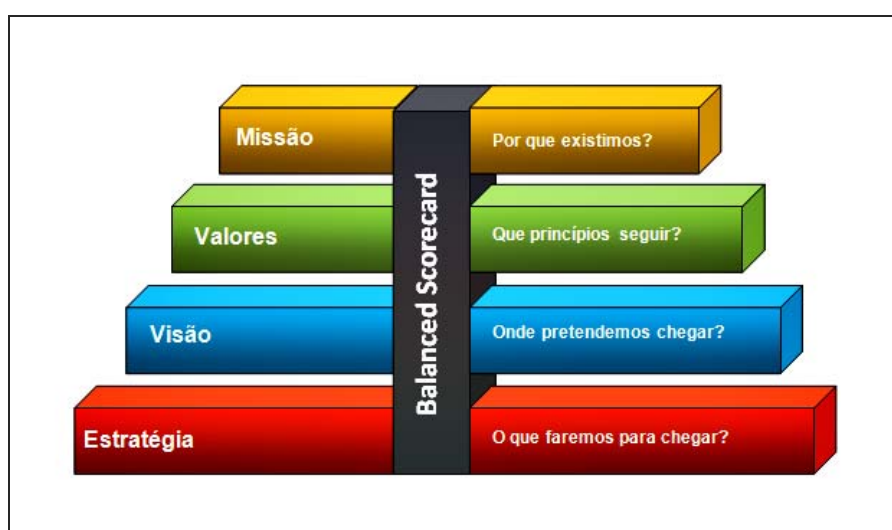 Missão
Por que existimos?
Valores
Que princípios seguir?
Visão
Onde pretendemos chegar?
Estratégia
O que faremos para chegar?
Balanced Scorecard